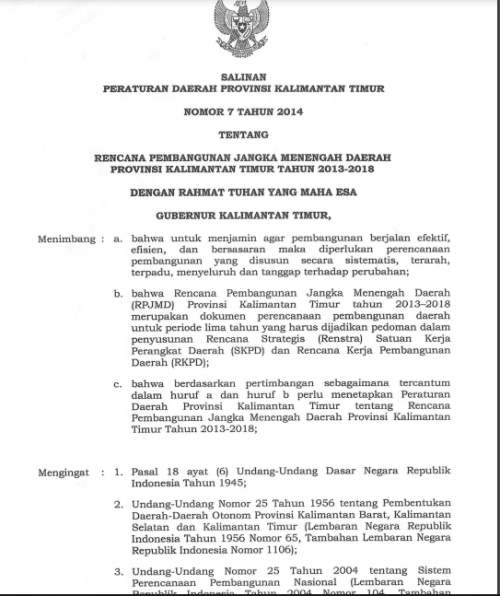 SALINAN
PERATURAN DAERAH PROVINSI KALIMANTAN TIMUR
NOMOR 7 TAHUN 2014
TENTANG
RENCANA PEMBANGUNAN JANGKA MENENGAH DAERAH
PROVINSI KALIMANTAN TIMUR TAHUN 2013-2018
DENGAN RAHMAT TUHAN YANG MAHA ESA
GUBERNUR KALIMANTAN TIMUR,
Menimbang : a. bahwa untuk menjamin agar pembangunan berjalan efektif,
efisien, dan bersasaran maka diperlukan perencanaan
pembangunan yang disusun secara sistematis, terarah,
terpadu, menyeluruh dan tanggap terhadap perubahan;
b. bahwa Rencana Pembangunan Jangka Menengah Daerah
(RPJMD) Provinsi Kalimantan Timur tahun 2013–2018
merupakan dokumen perencanaan pembangunan daerah
untuk periode lima tahun yang harus dijadikan pedoman dalam
penyusunan Rencana Strategis (Renstra) Satuan Kerja
Perangkat Daerah (SKPD) dan Rencana Kerja Pembangunan
Daerah (RKPD);
c. bahwa berdasarkan pertimbangan sebagaimana tercantum
dalam huruf a dan huruf b perlu menetapkan Peraturan
Daerah Provinsi Kalimantan Timur tentang Rencana
Pembangunan Jangka Menengah Daerah Provinsi Kalimantan
Timur Tahun 2013-2018;
Mengingat : 1. Pasal 18 ayat (6) Undang-Undang Dasar Negara Republik
Indonesia Tahun 1945;
2. Undang-Undang Nomor 25 Tahun 1956 tentang Pembentukan
Daerah-Daerah Otonom Provinsi Kalimantan Barat, Kalimantan
Selatan dan Kalimantan Timur (Lembaran Negara Republik
Indonesia Tahun 1956 Nomor 65, Tambahan Lembaran Negara
Republik Indonesia Nomor 1106);
3. Undang-Undang Nomor 25 Tahun 2004 tentang Sistem
Perencanaan Pembangunan Nasional (Lembaran Negara
Republik Indonesia Tahun 2004 Nomor 104, Tambahan